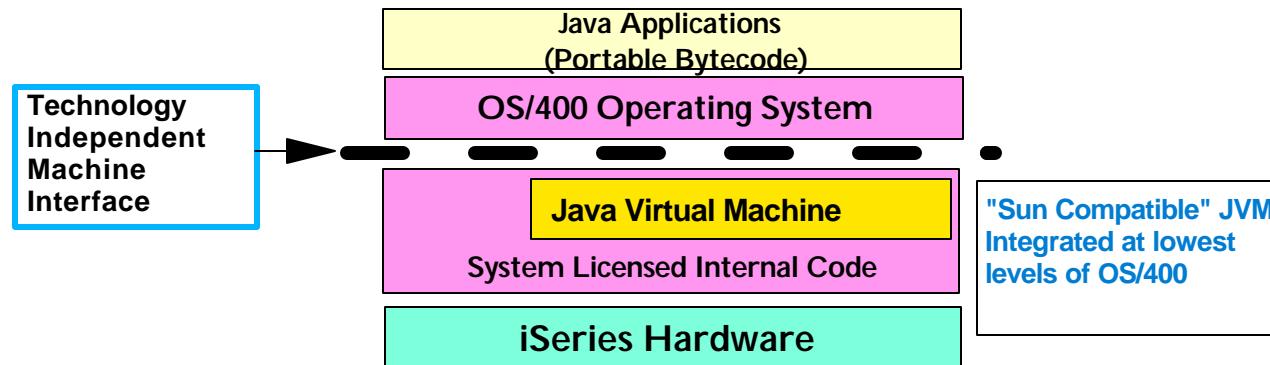 Java Applications
(Portable Bytecode)
OS/400 Operating System
Technology
Independent
Machine
Interface
Java Virtual Machine
System Licensed Internal Code
"Sun Compatible" JVM
Integrated at lowest
levels of OS/400
iSeries Hardware